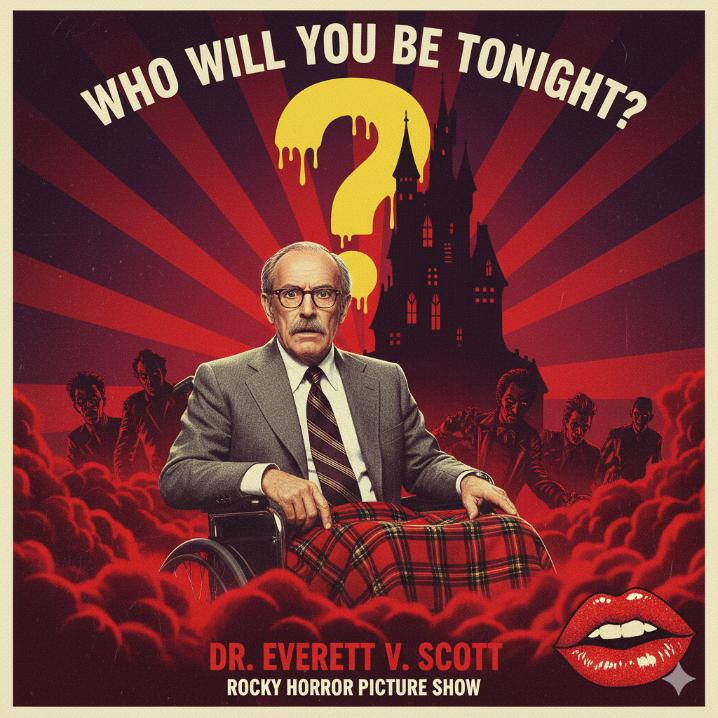 WHO WILL YOU BE TONIGHT?
?
DR. EVERETT V. SCOTT
ROCKY HORROR PICTURE SHOW